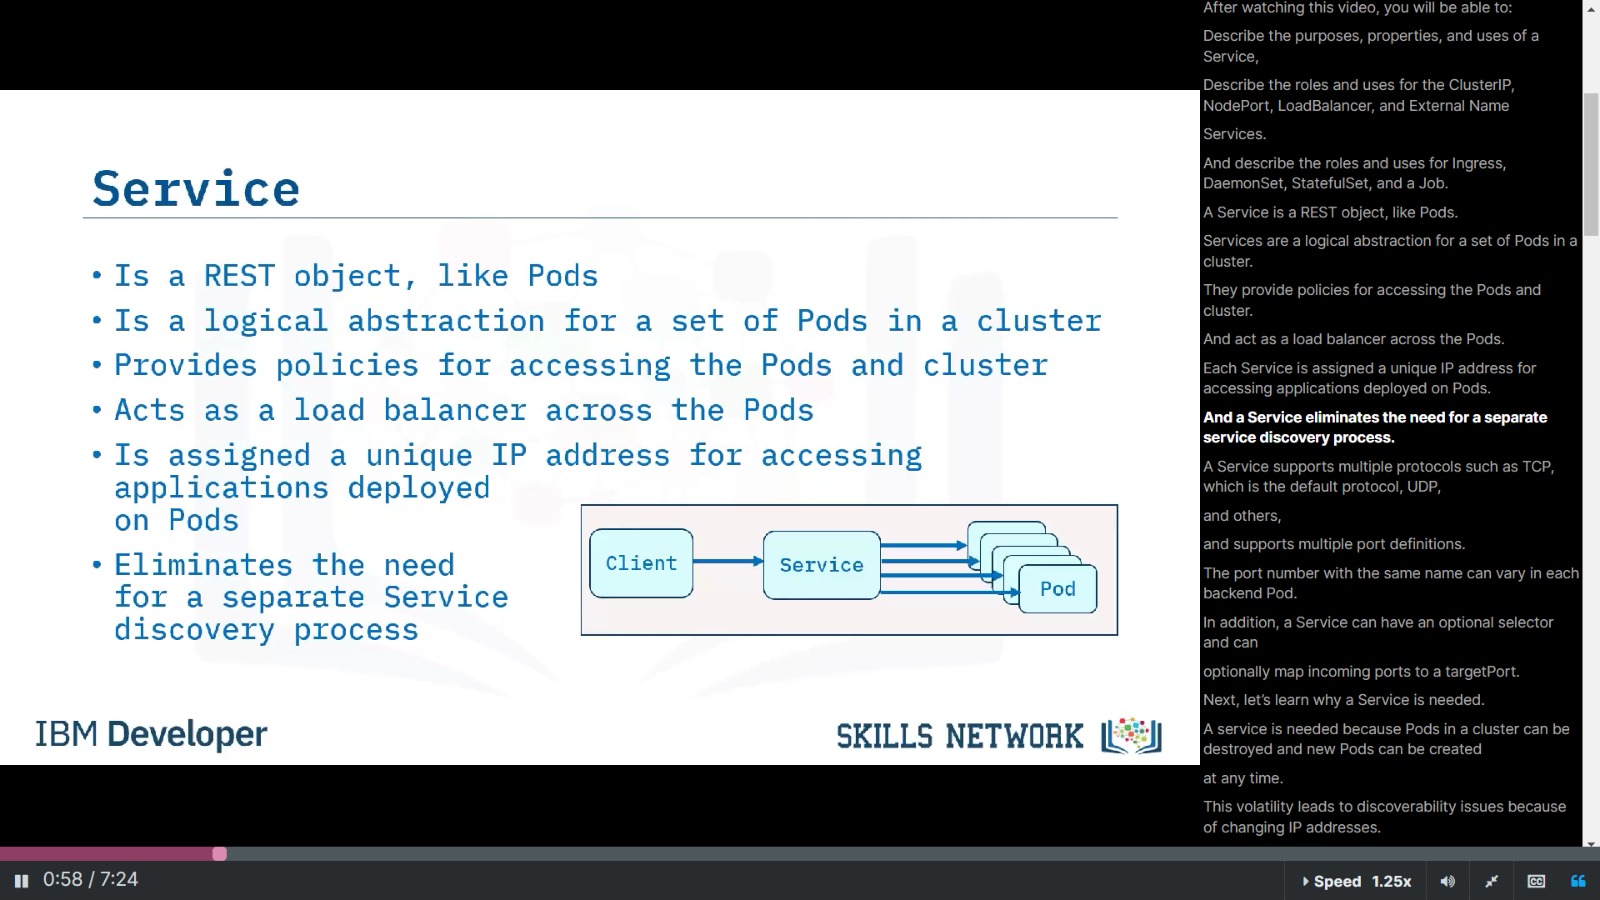 Service
• Is a REST object, like Pods
• Is a logical abstraction for a set of Pods in a cluster
• Provides policies for accessing the Pods and cluster
• Acts as a load balancer across the Pods
• Is assigned a unique IP address for accessing
applications deployed
on Pods
• Eliminates the need
for a separate Service
discovery process
Client
Service
Pod
IBM Developer
SKILLS NETWORK
After watching this video, you will be able to:
Describe the purposes, properties, and uses of a
Service,
Describe the roles and uses for the ClusterIP,
NodePort, LoadBalancer, and External Name
Services.
And describe the roles and uses for Ingress,
DaemonSet, StatefulSet, and a Job.
A Service is a REST object, like Pods.
Services are a logical abstraction for a set of Pods in a
cluster.
They provide policies for accessing the Pods and
cluster.
And act as a load balancer across the Pods.
Each Service is assigned a unique IP address for
accessing applications deployed on Pods.
And a Service eliminates the need for a separate
service discovery process.
A Service supports multiple protocols such as TCP,
which is the default protocol, UDP,
and others,
and supports multiple port definitions.
The port number with the same name can vary in each
backend Pod.
In addition, a Service can have an optional selector
and can
optionally map incoming ports to a targetPort.
Next, let's learn why a Service is needed.
A service is needed because Pods in a cluster can be
destroyed and new Pods can be created
at any time.
This volatility leads to discoverability issues because
of changing IP addresses.
0:58 / 7:24
Speed 1.25x
CC